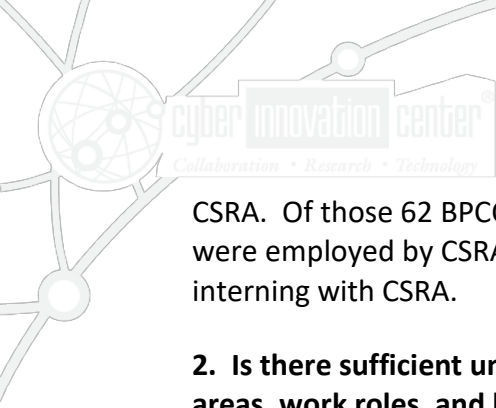 cyber innovation center®
Collaboration • Research • Technology
CSRA. Of those 62 BPCC
were employed by CSRA
interning with CSRA.
2. Is there sufficient un
areas, work roles, and